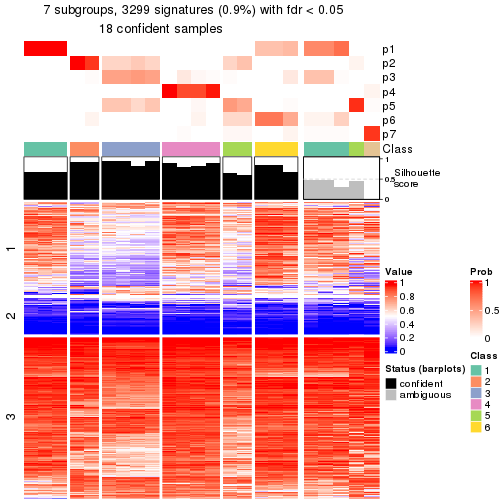 7 subgroups, 3299 signatures (0.9%) with fdr < 0.05
18 confident samples
p1
p2
p3
p4
p5
p6
p7
Class
1
0.5
0
Silhouette
score
1
2
3
Value
1
0.8
0.6
0.4
0.2
0
Prob
1
0.5
0
Status (barplots)
confident
ambiguous
Class
1
2
3
4
5
6